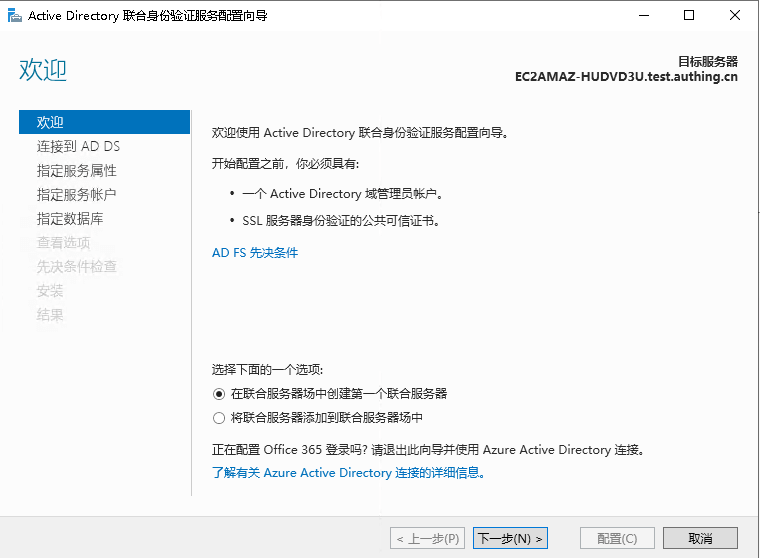 Active Directory 联合身份验证服务配置向导
欢迎
目标服务器
EC2AMAZ-HUDVD3U.test.authing.cn
欢迎
连接到 AD DS
指定服务属性
指定服务帐户
指定数据库
查看选项
先决条件检查
安装
结果
欢迎使用 Active Directory 联合身份验证服务配置向导。
开始配置之前，你必须具有:
• 一个 Active Directory 域管理员帐户。
• SSL 服务器身份验证的公共可信证书。
AD FS 先决条件
选择下面的一个选项:
在联合服务器场中创建第一个联合服务器
将联合服务器添加到联合服务器场中
正在配置 Office 365 登录吗? 请退出此向导并使用 Azure Active Directory 连接。
了解有关 Azure Active Directory 连接的详细信息。
< 上一步(P)
下一步(N) >
配置(C)
取消